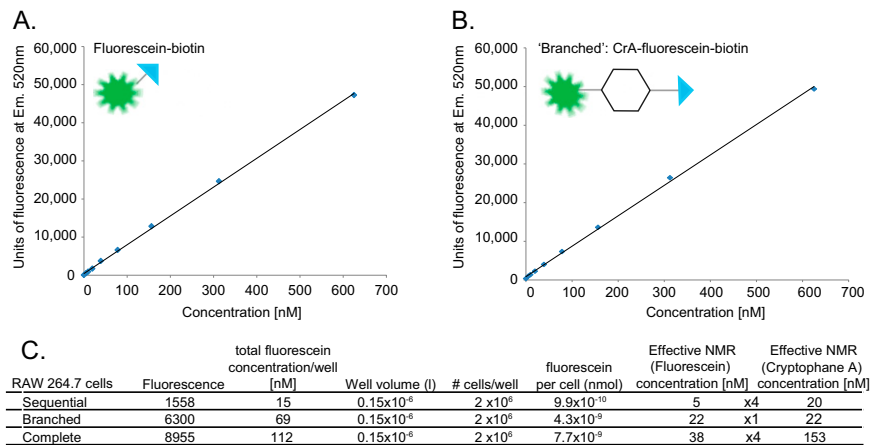 A.
Fluorescein-biotin
Units of fluorescence at Em. 520nm
60,000
50,000
40,000
30,000
20,000
10,000
0
0 100 200 300 400 500 600 700
Concentration [nM]
B.
'Branched': CrA-fluorescein-biotin
Units of fluorescence at Em. 520nm
60,000
50,000
40,000
30,000
20,000
10,000
0
0 100 200 300 400 500 600 700
Concentration [nM]
C.
RAW 264.7 cells
Fluorescence
total fluorescein
concentration/well
[nM]
Well volume (l)
# cells/well
fluorescein
per cell (nmol)
Effective NMR
(Fluorescein)
concentration [nM]
Effective NMR
(Cryptophane A)
concentration [nM]
Sequential 1558 15 0.15x10⁻⁶ 2 x10⁶ 9.9x10⁻¹⁰ 5 x4 20
Branched 6300 69 0.15x10⁻⁶ 2 x10⁶ 4.3x10⁻⁹ 22 x1 22
Complete 8955 112 0.15x10⁻⁶ 2 x10⁶ 7.7x10⁻⁹ 38 x4 153